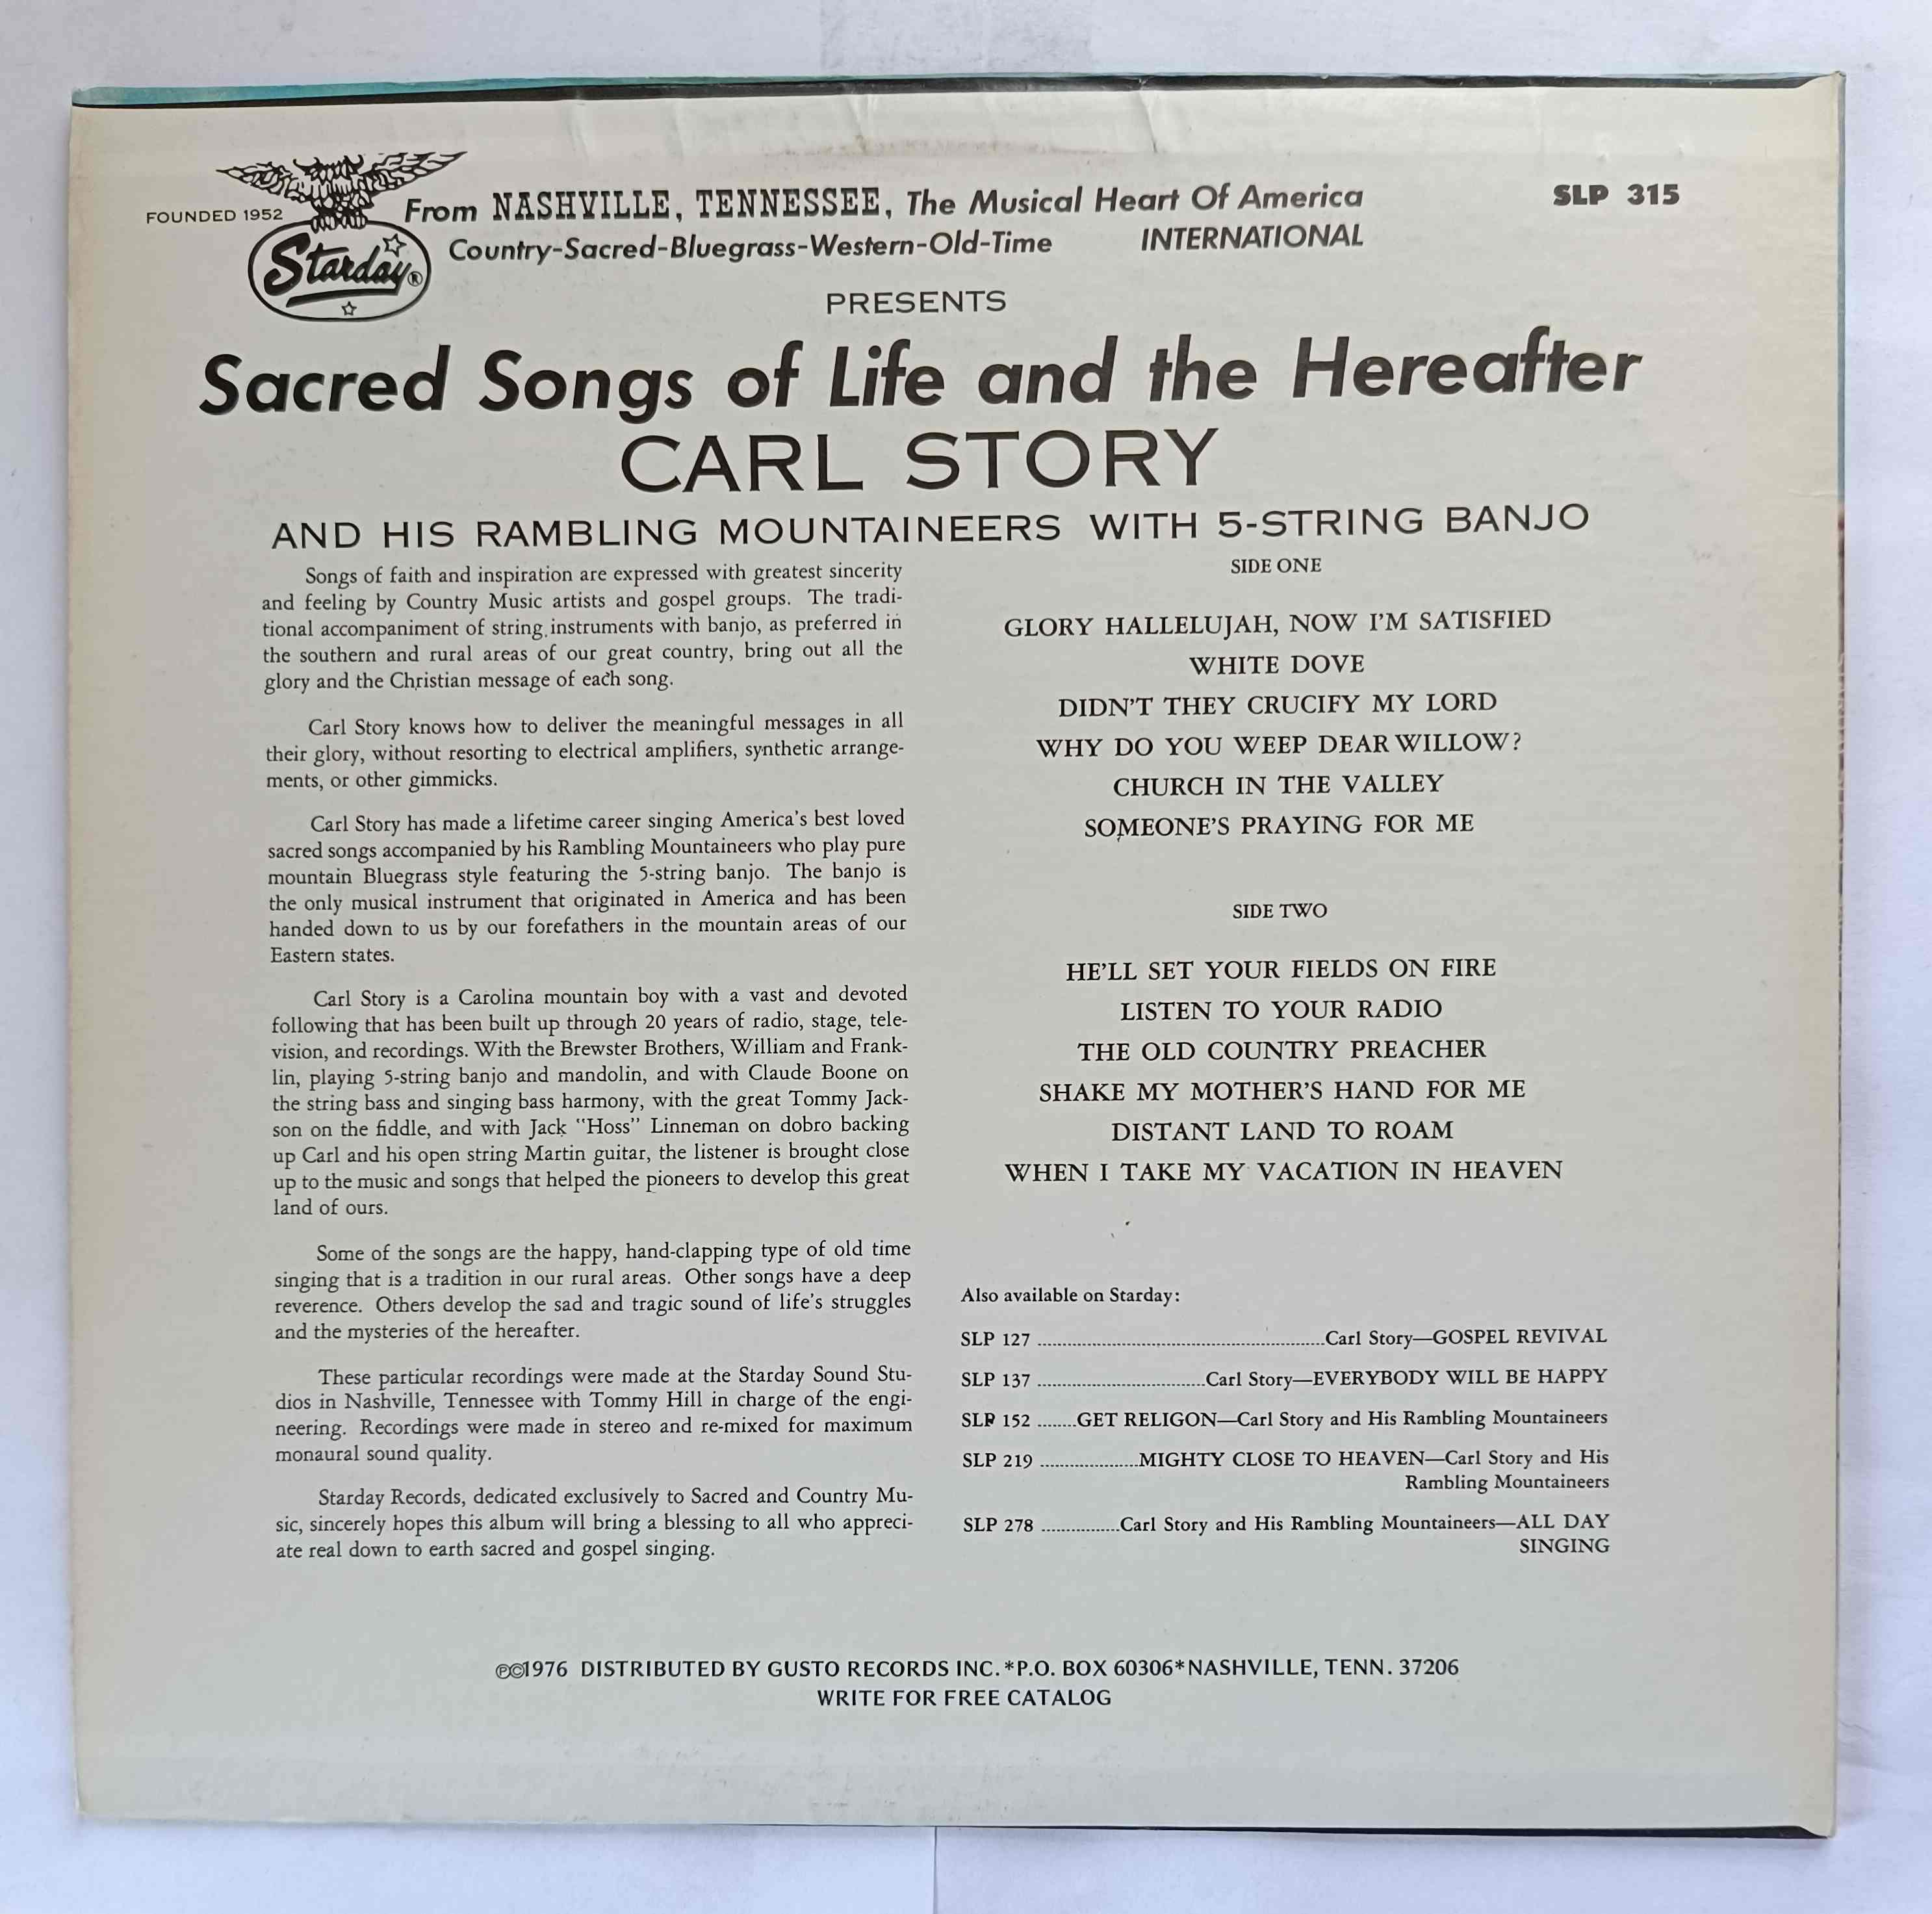 FOUNDED 1952
Starday®
From NASHVILLE, TENNESSEE, The Musical Heart Of America
Country-Sacred-Bluegrass-Western-Old-Time INTERNATIONAL
SLP 315
PRESENTS
Sacred Songs of Life and the Hereafter
CARL STORY
AND HIS RAMBLING MOUNTAINEERS WITH 5-STRING BANJO
Songs of faith and inspiration are expressed with greatest sincerity
and feeling by Country Music artists and gospel groups. The tradi-
tional accompaniment of string instruments with banjo, as preferred in
the southern and rural areas of our great country, bring out all the
glory and the Christian message of each song.
Carl Story knows how to deliver the meaningful messages in all
their glory, without resorting to electrical amplifiers, synthetic arrange-
ments, or other gimmicks.
Carl Story has made a lifetime career singing America's best loved
sacred songs accompanied by his Rambling Mountaineers who play pure
mountain Bluegrass style featuring the 5-string banjo. The banjo is
the only musical instrument that originated in America and has been
handed down to us by our forefathers in the mountain areas of our
Eastern states.
Carl Story is a Carolina mountain boy with a vast and devoted
following that has been built up through 20 years of radio, stage, tele-
vision, and recordings. With the Brewster Brothers, William and Frank-
lin, playing 5-string banjo and mandolin, and with Claude Boone on
the string bass and singing bass harmony, with the great Tommy Jack-
son on the fiddle, and with Jack "Hoss" Linneman on dobro backing
up Carl and his open string Martin guitar, the listener is brought close
up to the music and songs that helped the pioneers to develop this great
land of ours.
Some of the songs are the happy, hand-clapping type of old time
singing that is a tradition in our rural areas. Other songs have a deep
reverence. Others develop the sad and tragic sound of life's struggles
and the mysteries of the hereafter.
These particular recordings were made at the Starday Sound Stu-
dios in Nashville, Tennessee with Tommy Hill in charge of the engi-
neering. Recordings were made in stereo and re-mixed for maximum
monaural sound quality.
Starday Records, dedicated exclusively to Sacred and Country Mu-
sic, sincerely hopes this album will bring a blessing to all who appreci-
ate real down to earth sacred and gospel singing.
SIDE ONE
GLORY HALLELUJAH, NOW I'M SATISFIED
WHITE DOVE
DIDN'T THEY CRUCIFY MY LORD
WHY DO YOU WEEP DEAR WILLOW?
CHURCH IN THE VALLEY
SOMEONE'S PRAYING FOR ME
SIDE TWO
HE'LL SET YOUR FIELDS ON FIRE
LISTEN TO YOUR RADIO
THE OLD COUNTRY PREACHER
SHAKE MY MOTHER'S HAND FOR ME
DISTANT LAND TO ROAM
WHEN I TAKE MY VACATION IN HEAVEN
Also available on Starday:
SLP 127 ........ Carl Story—GOSPEL REVIVAL
SLP 137 ........ Carl Story—EVERYBODY WILL BE HAPPY
SLP 152 ........ GET RELIGON—Carl Story and His Rambling Mountaineers
SLP 219 ........ MIGHTY CLOSE TO HEAVEN—Carl Story and His
Rambling Mountaineers
SLP 278 ........ Carl Story and His Rambling Mountaineers—ALL DAY
SINGING
℗©1976 DISTRIBUTED BY GUSTO RECORDS INC.*P.O. BOX 60306*NASHVILLE, TENN. 37206
WRITE FOR FREE CATALOG